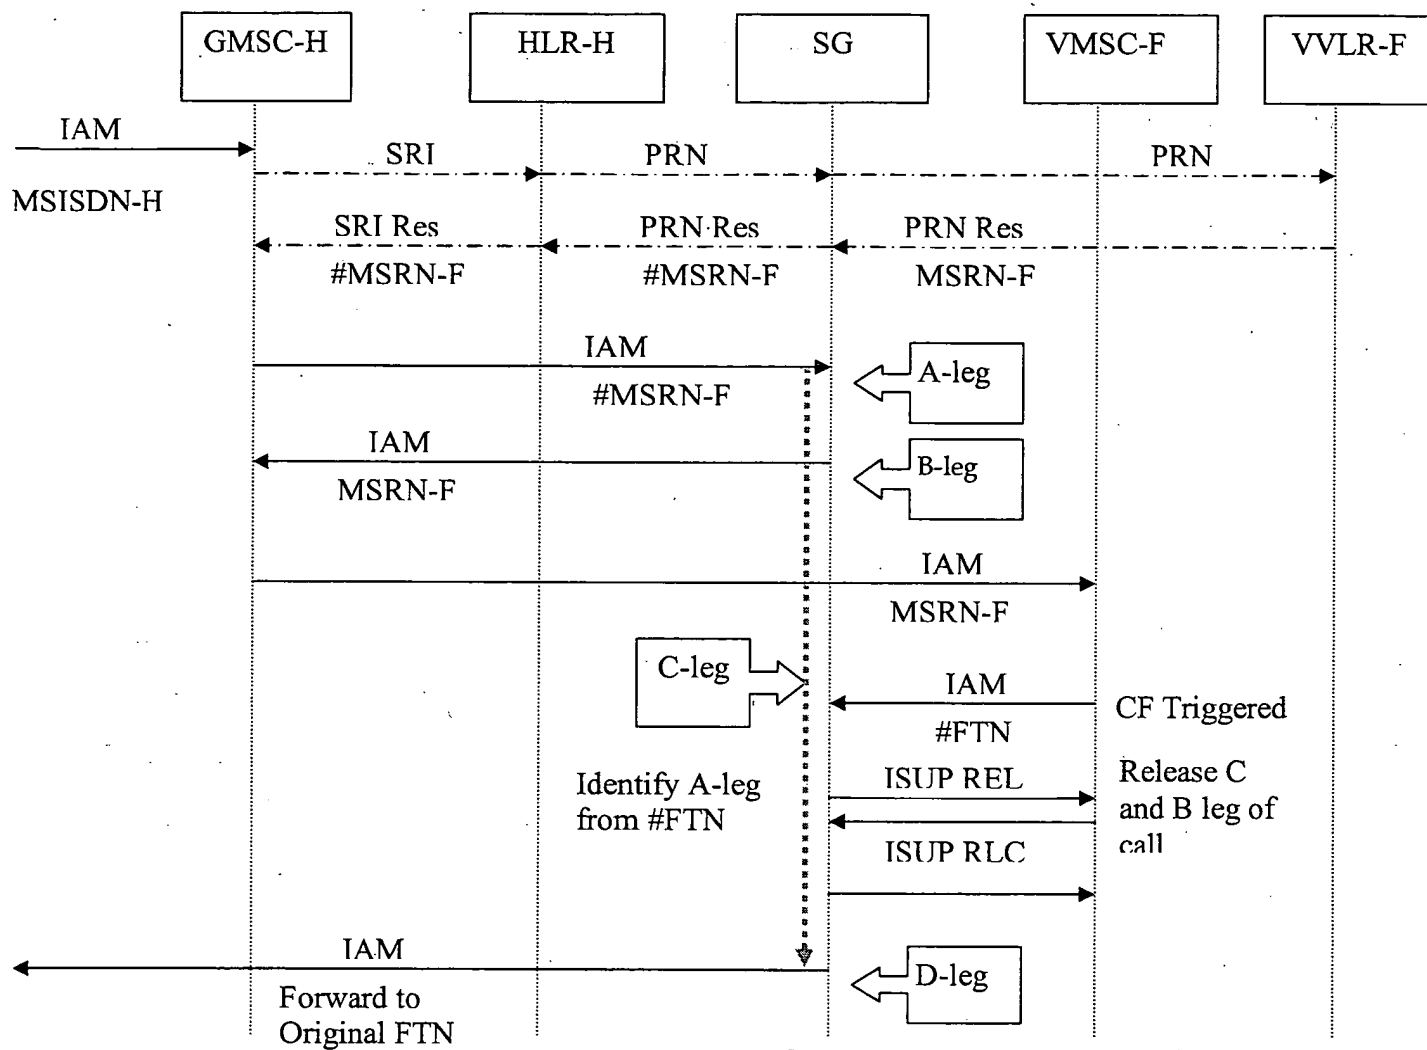 GMSC-H
HLR-H
SG
VMSC-F
VVLR-F
IAM
MSISDN-H
SRI
PRN
PRN
SRI Res
#MSRN-F
PRN Res
#MSRN-F
PRN Res
MSRN-F
IAM
#MSRN-F
A-leg
IAM
MSRN-F
B-leg
IAM
MSRN-F
C-leg
IAM
#FTN
CF Triggered
Identify A-leg
from #FTN
ISUP REL
ISUP RLC
Release C
and B leg of
call
IAM
Forward to
Original FTN
D-leg